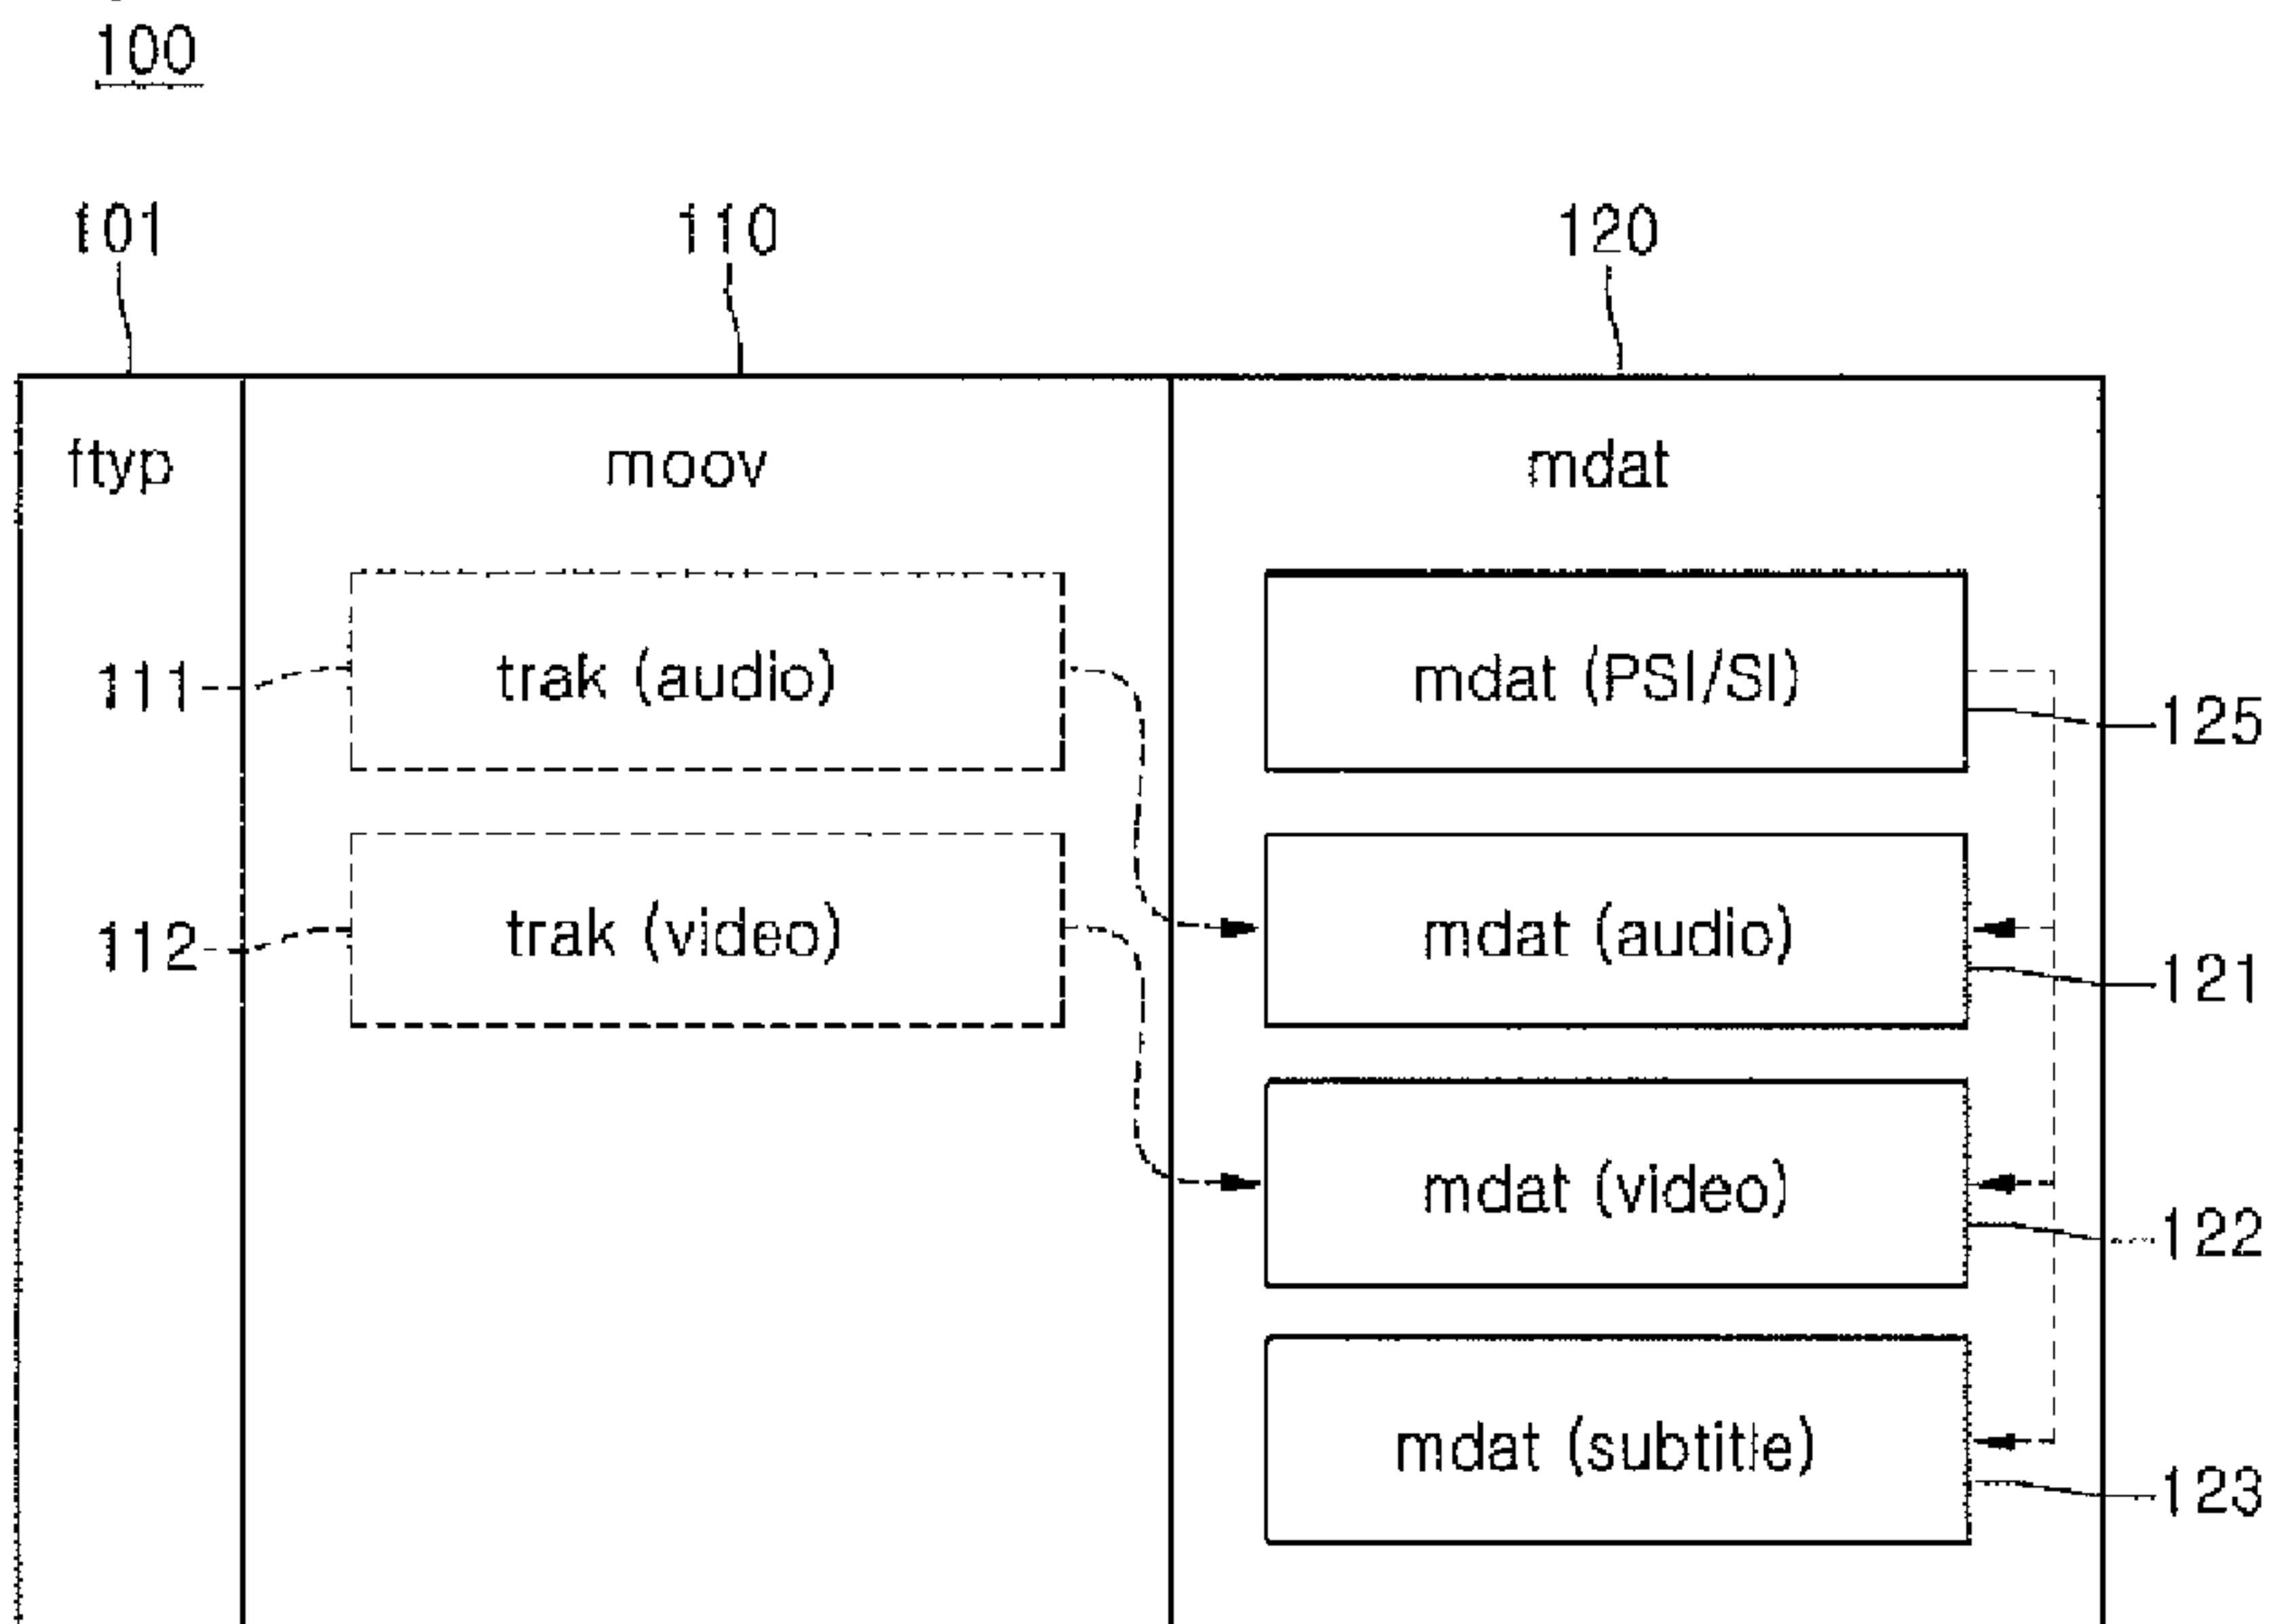 100
101 110 120
ftyp moov mdat
111 trak (audio) mdat (PSI/SI) 125
112 trak (video) mdat (audio) 121
mdat (video) 122
mdat (subtitle) 123